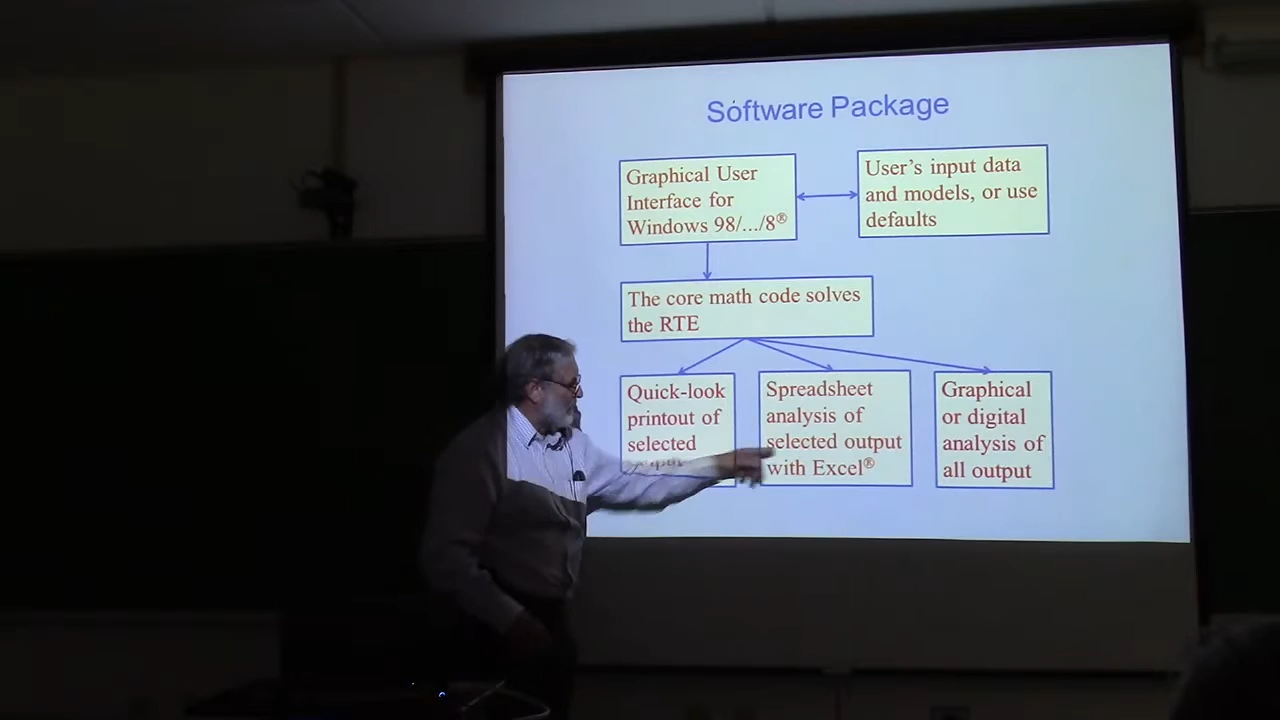 Software Package
Graphical User
Interface for
Windows 98/.../8®
User's input data
and models, or use
defaults
The core math code solves
the RTE
Quick-look
printout of
selected
Spreadsheet
analysis of
selected output
with Excel®
Graphical
or digital
analysis of
all output